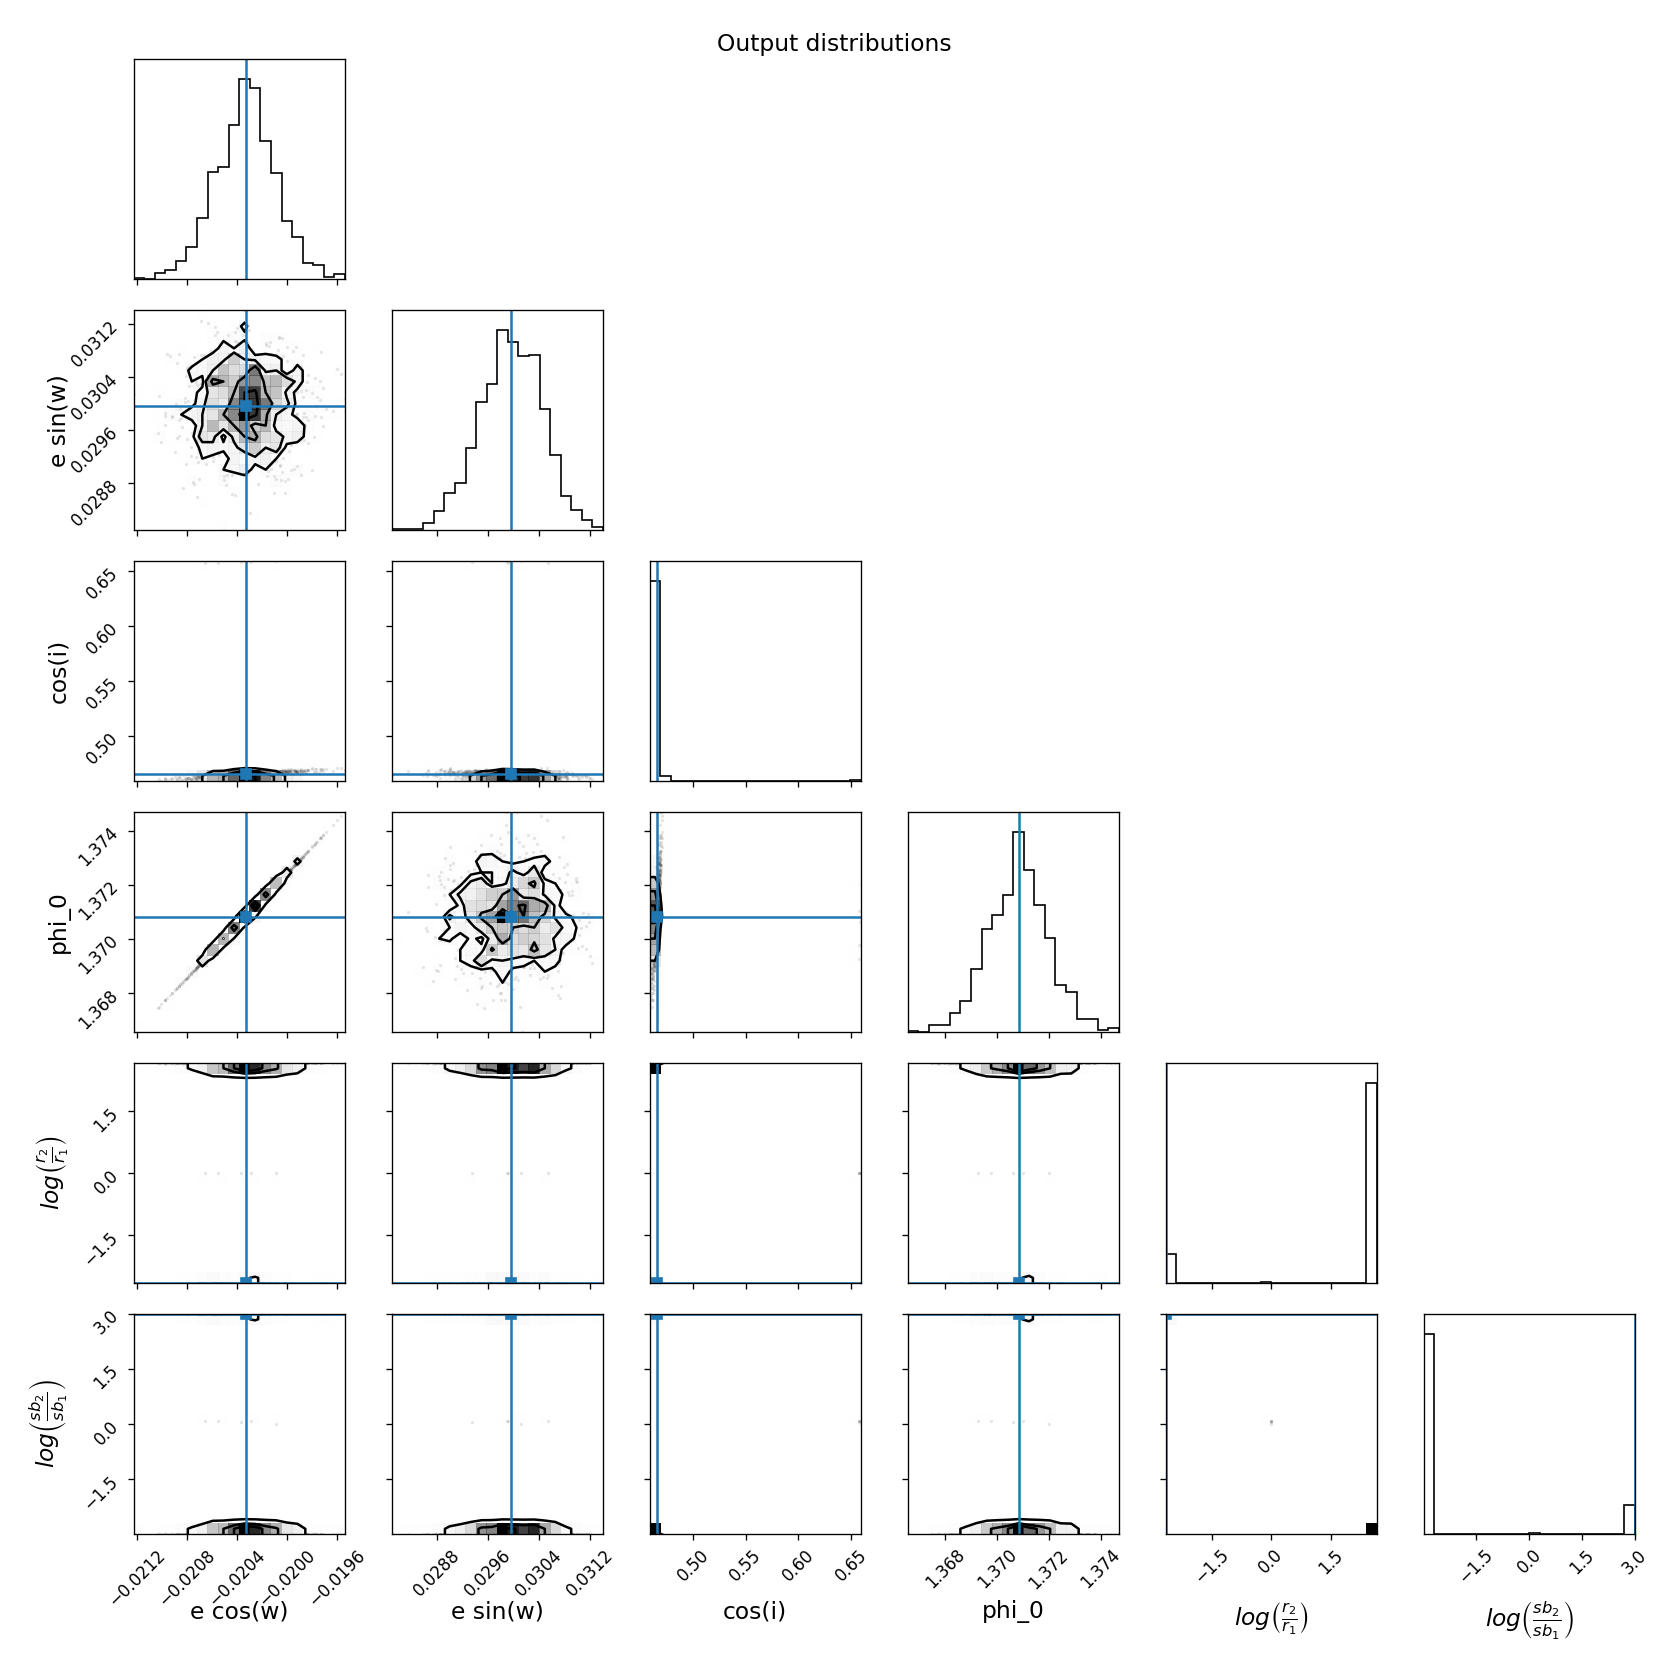 Output distributions
0.0312
0.0304
0.0296
0.0288
e sin(w)
0.65
0.60
0.55
0.50
cos(i)
1.374
1.372
1.370
1.368
phi_0
1.5
0.0
−1.5
log(r₂/r₁)
3.0
1.5
0.0
−1.5
log(sb₂/sb₁)
−0.0212 −0.0208 −0.0204 −0.0200 −0.0196 0.0288 0.0296 0.0304 0.0312 0.50 0.55 0.60 0.65 1.368 1.370 1.372 1.374 −1.5 0.0 1.5 −1.5 0.0 1.5 3.0
e cos(w) e sin(w) cos(i) phi_0 log(r₂/r₁) log(sb₂/sb₁)